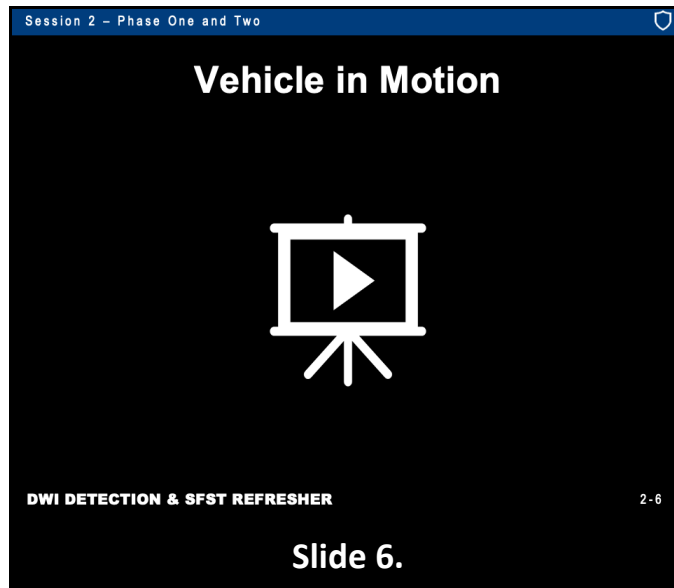 Session 2 – Phase One and Two
Vehicle in Motion
DWI DETECTION & SFST REFRESHER
2-6
Slide 6.